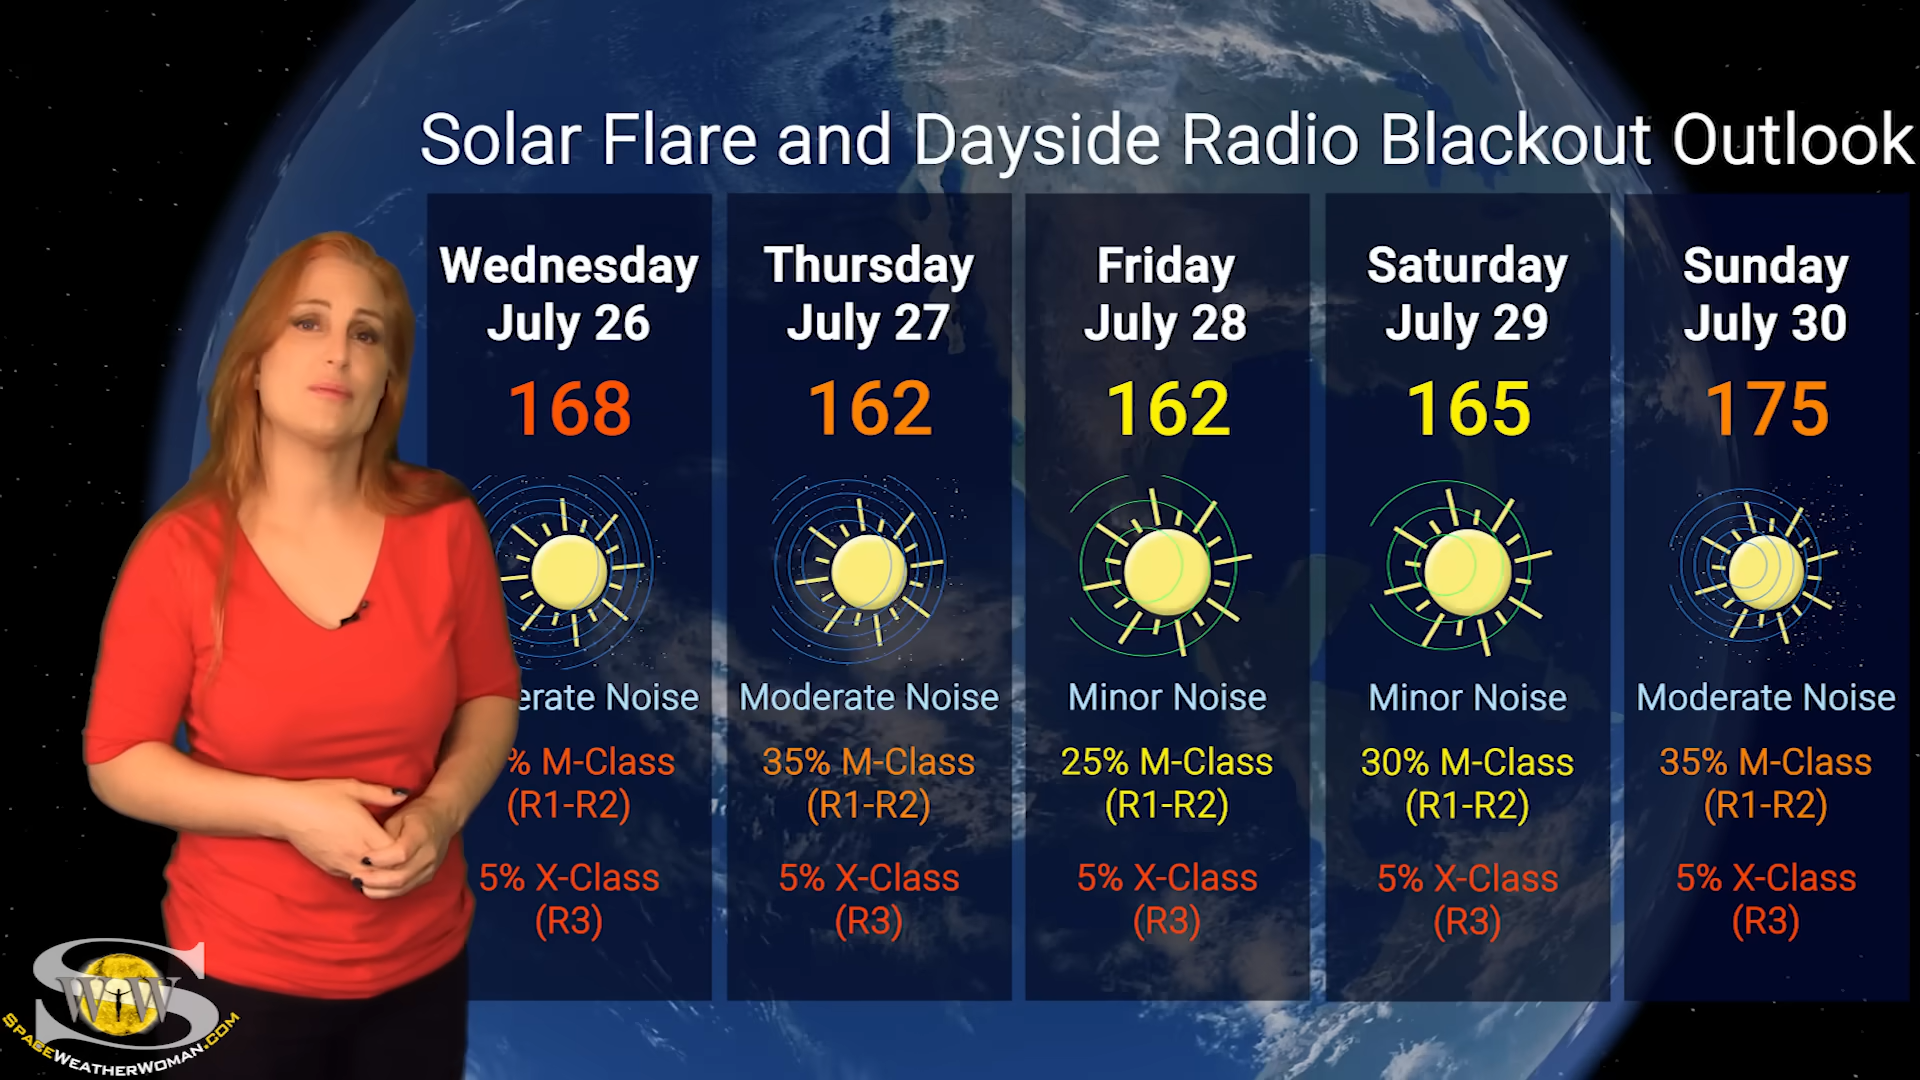 Solar Flare and Dayside Radio Blackout Outlook
Wednesday
July 26
168
erate Noise
% M-Class
(R1-R2)
5% X-Class
(R3)
Thursday
July 27
162
Moderate Noise
35% M-Class
(R1-R2)
5% X-Class
(R3)
Friday
July 28
162
Minor Noise
25% M-Class
(R1-R2)
5% X-Class
(R3)
Saturday
July 29
165
Minor Noise
30% M-Class
(R1-R2)
5% X-Class
(R3)
Sunday
July 30
175
Moderate Noise
35% M-Class
(R1-R2)
5% X-Class
(R3)
SWW
SPACEWEATHERWOMAN.COM